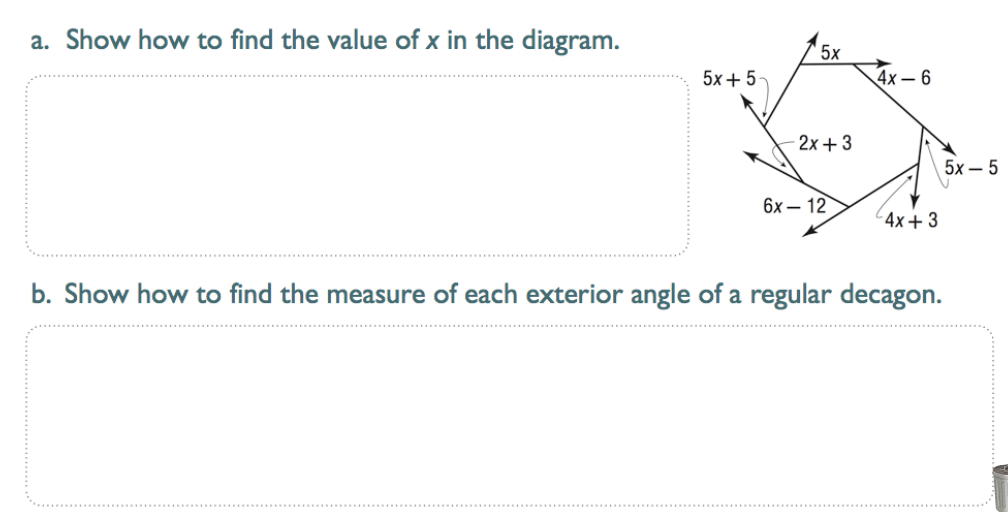 a. Show how to find the value of x in the diagram.
5x
5x + 5
4x – 6
2x + 3
5x – 5
6x – 12
4x + 3
b. Show how to find the measure of each exterior angle of a regular decagon.